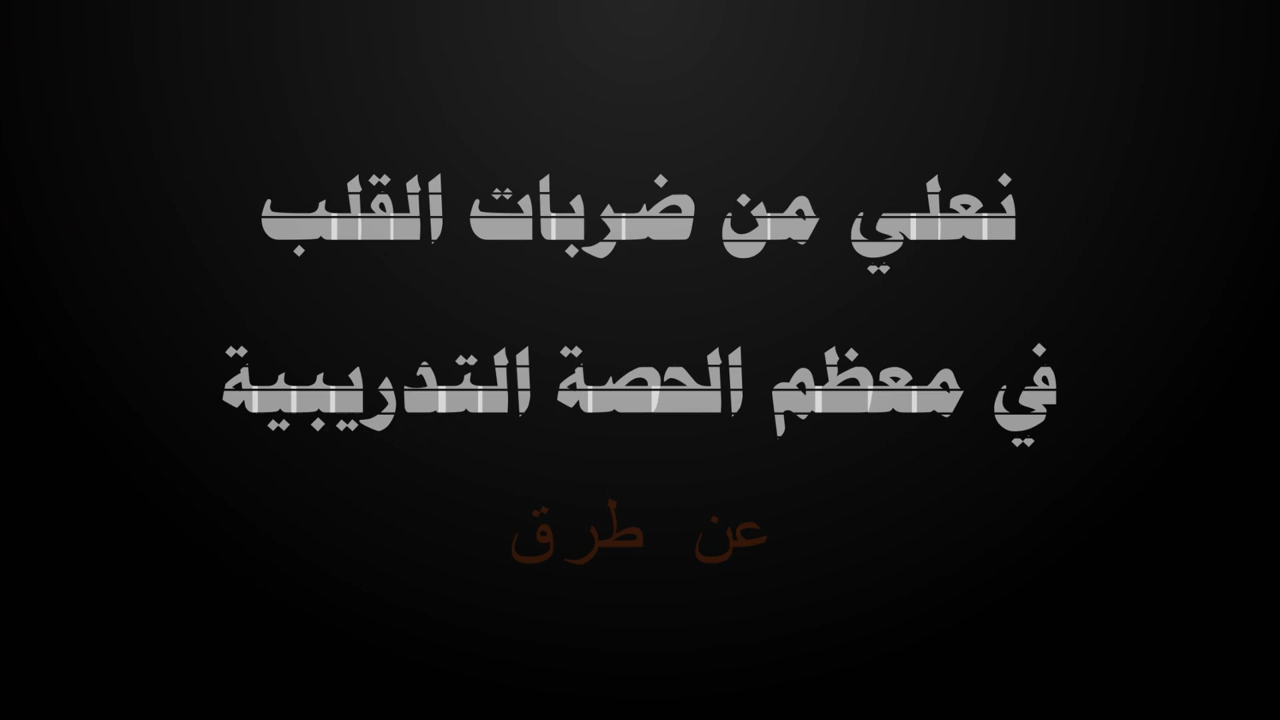 نعلي من ضربات القلب
في معظم الحصة التدريبية
عن طرق